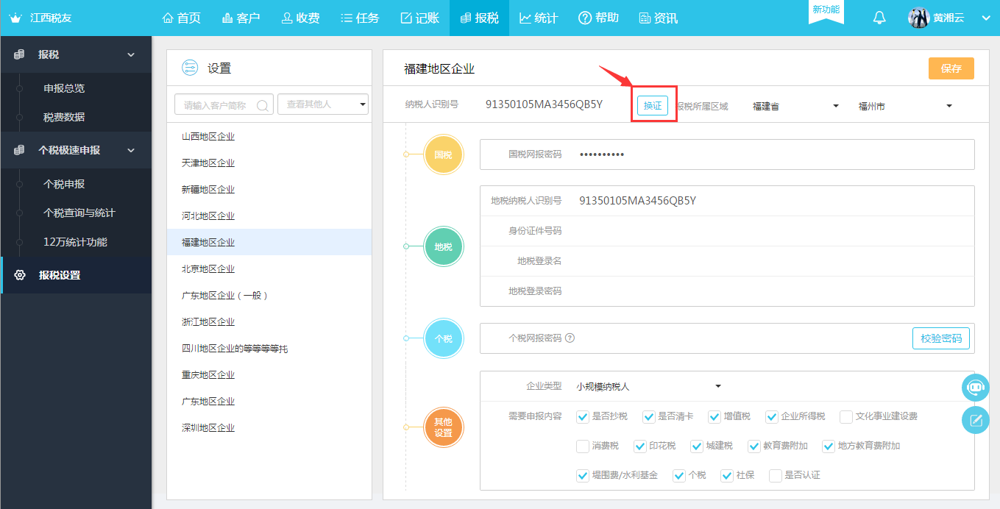 江西税友
首页 客户 收费 任务 记账 报税 统计 帮助 资讯
新功能
黄湘云
报税
申报总览
税费数据
个税极速申报
个税申报
个税查询与统计
12万统计功能
报税设置
设置
请输入客户简称 查看其他人
山西地区企业
天津地区企业
新疆地区企业
河北地区企业
福建地区企业
北京地区企业
广东地区企业（一般）
浙江地区企业
四川地区企业的等等等等托
重庆地区企业
广东地区企业
深圳地区企业
福建地区企业 保存
纳税人识别号 91350105MA3456QB5Y 换证 报税所属区域 福建省 福州市
国税
国税网报密码 ••••••••••
地税
地税纳税人识别号 91350105MA3456QB5Y
身份证件号码
地税登录名
地税登录密码
个税
个税网报密码 ? 校验密码
其他
设置
企业类型 小规模纳税人
需要申报内容 是否抄税 是否清卡 增值税 企业所得税 文化事业建设费
消费税 印花税 城建税 教育费附加 地方教育费附加
堤围费/水利基金 个税 社保 是否认证